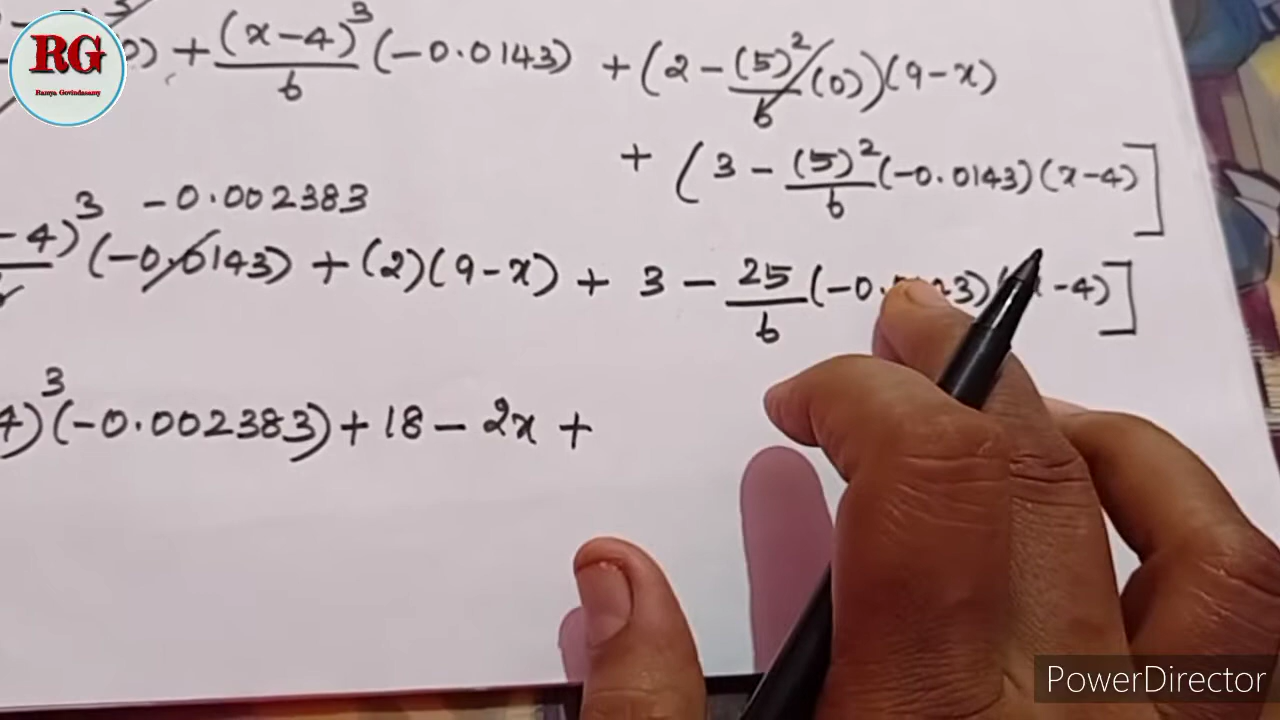 RG
Ramya Govindasamy
0) + (x-4)^3/6 (-0.0143) + (2 - (5)^2/6 (0))(9-x)
+ (3 - (5)^2/6 (-0.0143)(x-4)]
-0.002383
-4)^3 (-0.0143) + (2)(9-x) + 3 - 25/6 (-0. 3)( -4)]
4)^3 (-0.002383) + 18 - 2x +
PowerDirector